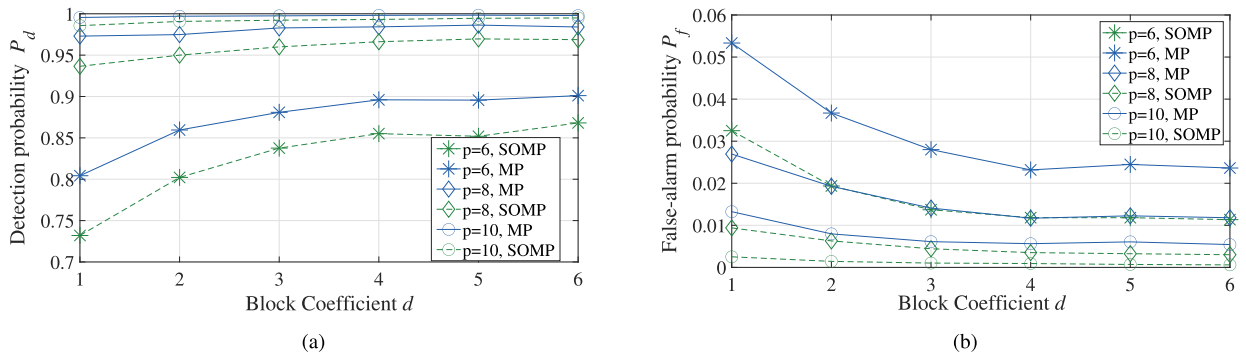 Detection probability P_d
1
0.95
0.9
0.85
0.8
0.75
0.7
p=6, SOMP
p=6, MP
p=8, MP
p=8, SOMP
p=10, MP
p=10, SOMP
1 2 3 4 5 6
Block Coefficient d
(a)
False-alarm probability P_f
0.06
0.05
0.04
0.03
0.02
0.01
0
p=6, SOMP
p=6, MP
p=8, MP
p=8, SOMP
p=10, MP
p=10, SOMP
1 2 3 4 5 6
Block Coefficient d
(b)